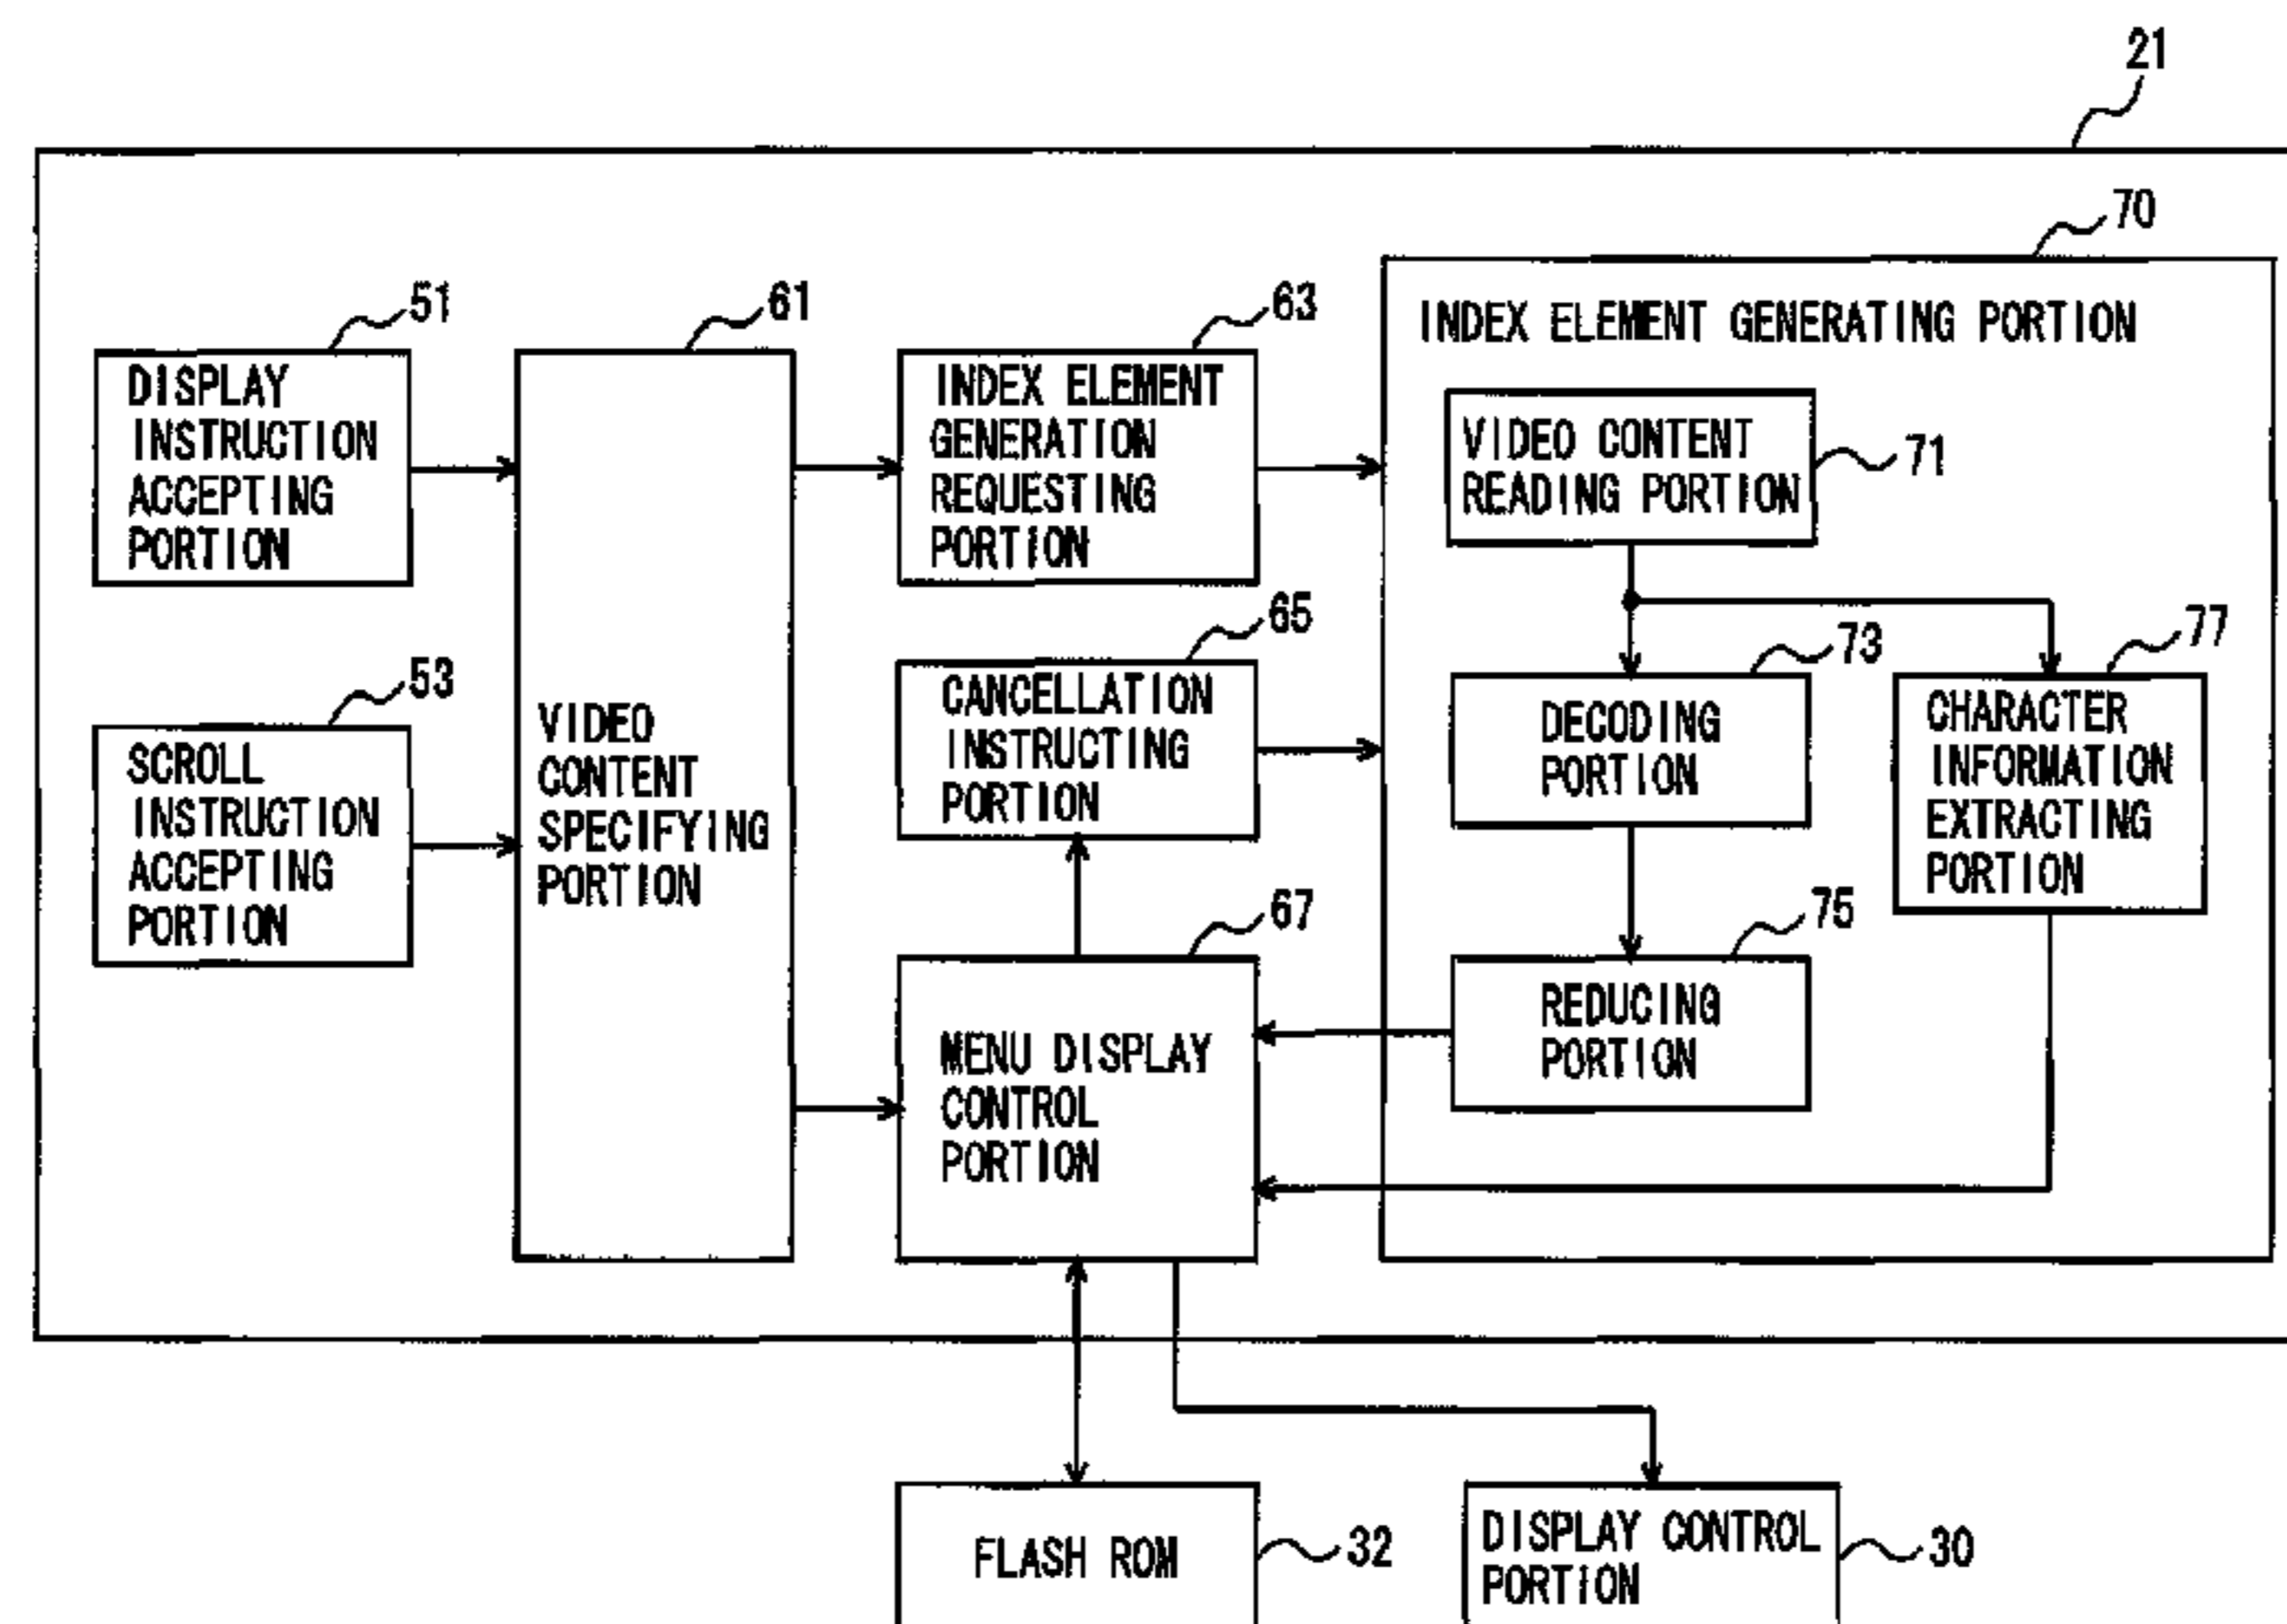 21
70
51
DISPLAY
INSTRUCTION
ACCEPTING
PORTION
61
63
INDEX ELEMENT
GENERATION
REQUESTING
PORTION
INDEX ELEMENT GENERATING PORTION
VIDEO CONTENT
READING PORTION
71
53
SCROLL
INSTRUCTION
ACCEPTING
PORTION
VIDEO
CONTENT
SPECIFYING
PORTION
65
CANCELLATION
INSTRUCTING
PORTION
73
DECODING
PORTION
77
CHARACTER
INFORMATION
EXTRACTING
PORTION
67
MENU DISPLAY
CONTROL
PORTION
75
REDUCING
PORTION
FLASH ROM
32
DISPLAY CONTROL
PORTION
30